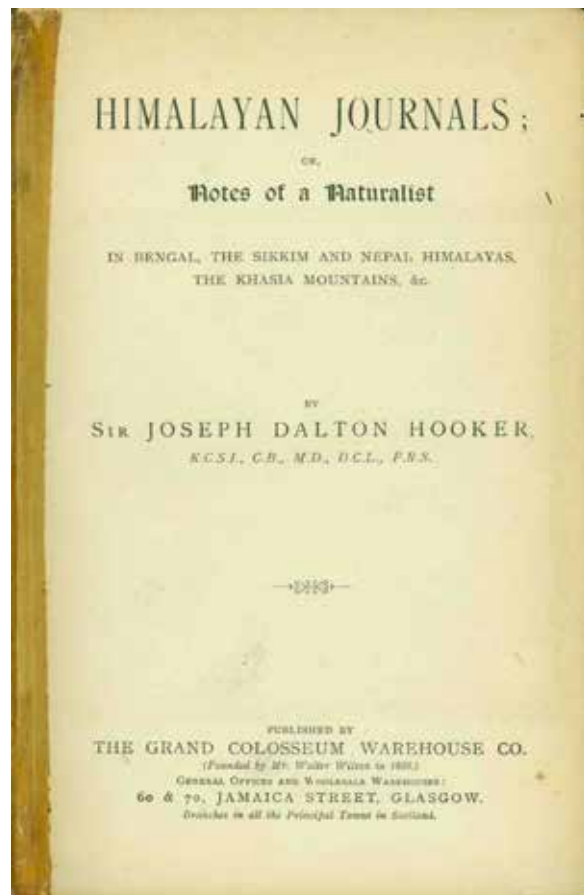 HIMALAYAN JOURNALS;
OR,
Notes of a Naturalist
IN BENGAL, THE SIKKIM AND NEPAL HIMALAYAS,
THE KHASIA MOUNTAINS, &c.
BY
SIR JOSEPH DALTON HOOKER,
K.C.S.I., C.B., M.D., D.C.L., F.R.S.
PUBLISHED BY
THE GRAND COLOSSEUM WAREHOUSE CO.
(Founded by Mr. Walter Wilson in
GENERAL OFFICES AND WHOLESALE WAREHOUSE:
60 & 70, JAMAICA STREET, GLASGOW.
Branches in all the Principal Towns in Scotland.